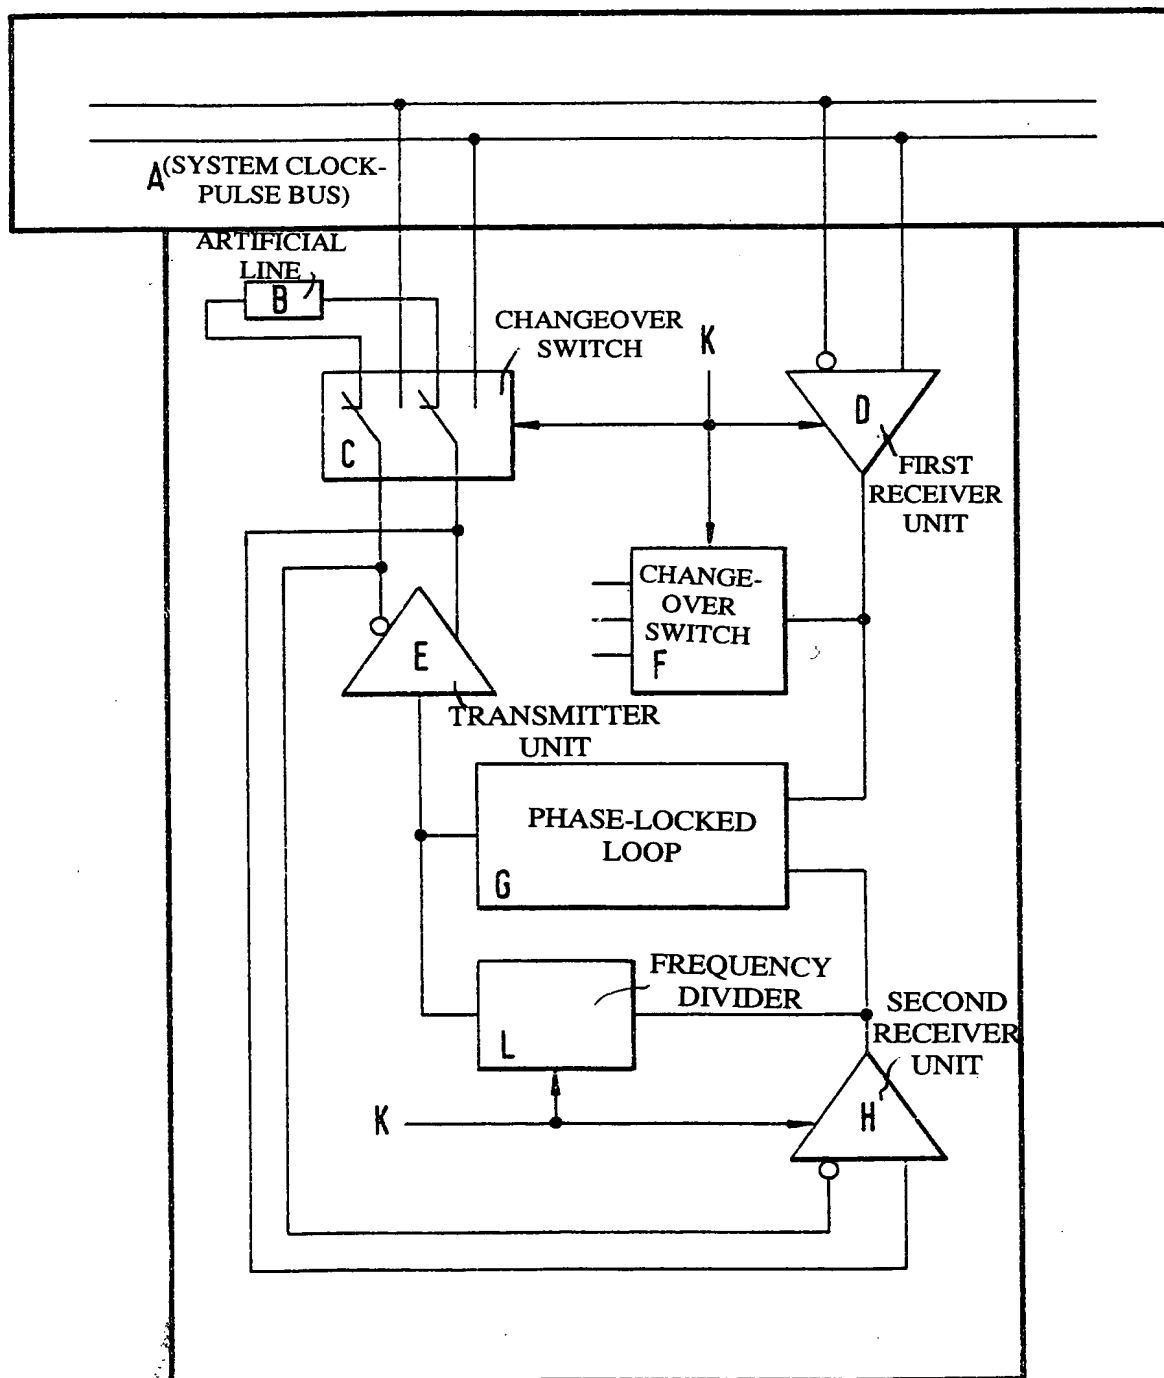 A (SYSTEM CLOCK-
PULSE BUS)
ARTIFICIAL
LINE
B
CHANGEOVER
SWITCH
K
C
D
FIRST
RECEIVER
UNIT
CHANGE-
OVER
SWITCH
F
E
TRANSMITTER
UNIT
PHASE-LOCKED
LOOP
G
FREQUENCY
DIVIDER
L
SECOND
RECEIVER
UNIT
K
H